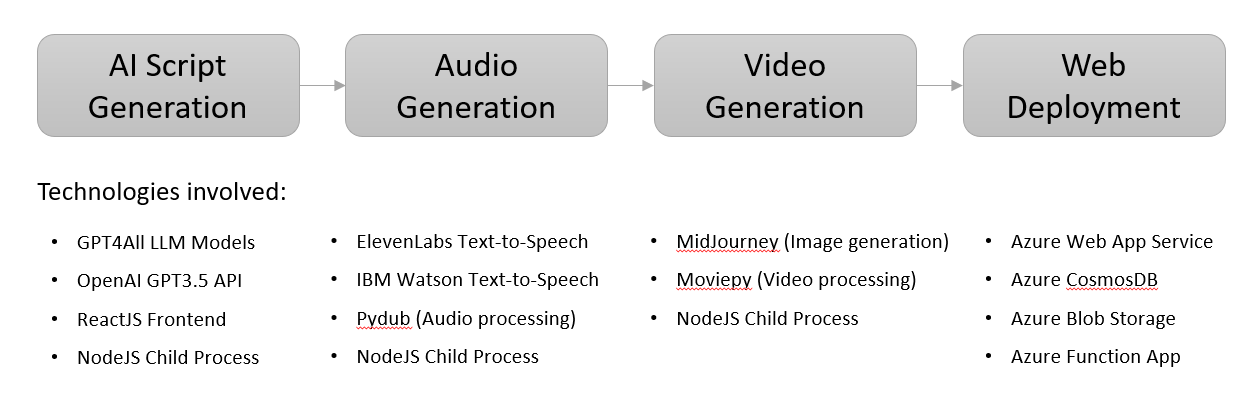 AI Script
Generation
Audio
Generation
Video
Generation
Web
Deployment
Technologies involved:
• GPT4All LLM Models
• OpenAI GPT3.5 API
• ReactJS Frontend
• NodeJS Child Process
• ElevenLabs Text-to-Speech
• IBM Watson Text-to-Speech
• Pydub (Audio processing)
• NodeJS Child Process
• MidJourney (Image generation)
• Moviepy (Video processing)
• NodeJS Child Process
• Azure Web App Service
• Azure CosmosDB
• Azure Blob Storage
• Azure Function App